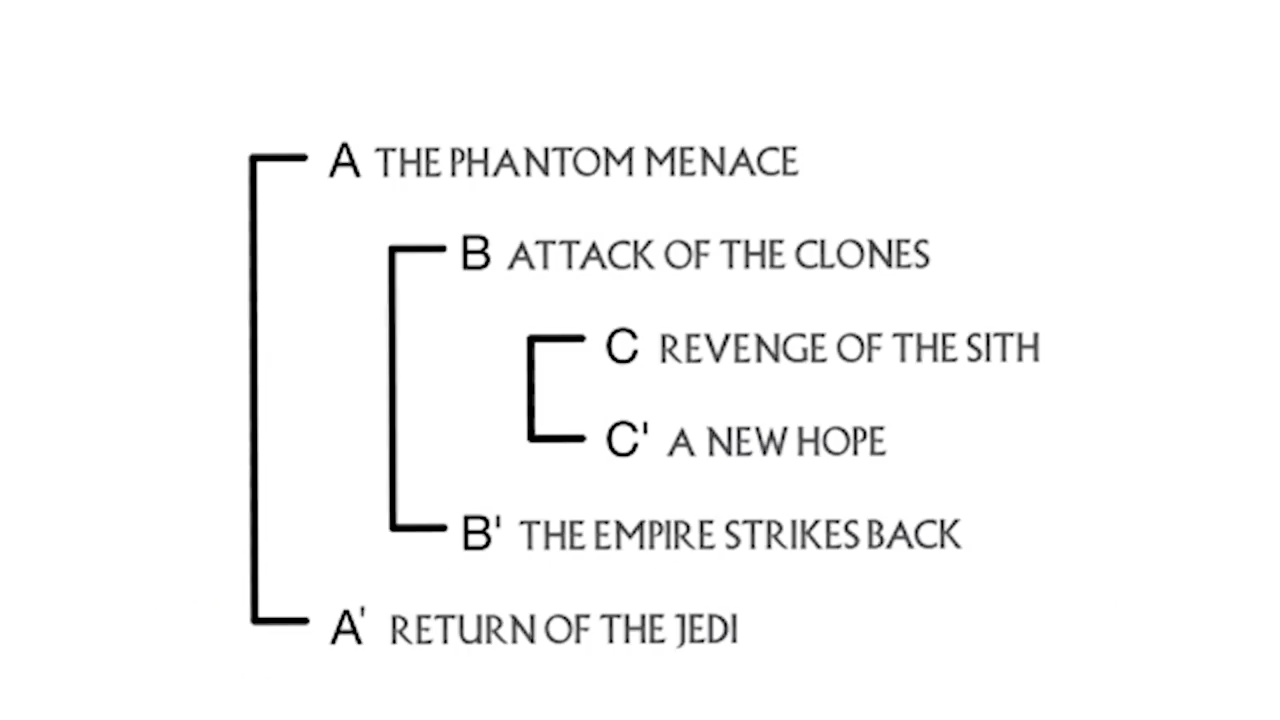 A THE PHANTOM MENACE
B ATTACK OF THE CLONES
C REVENGE OF THE SITH
C' A NEW HOPE
B' THE EMPIRE STRIKES BACK
A' RETURN OF THE JEDI